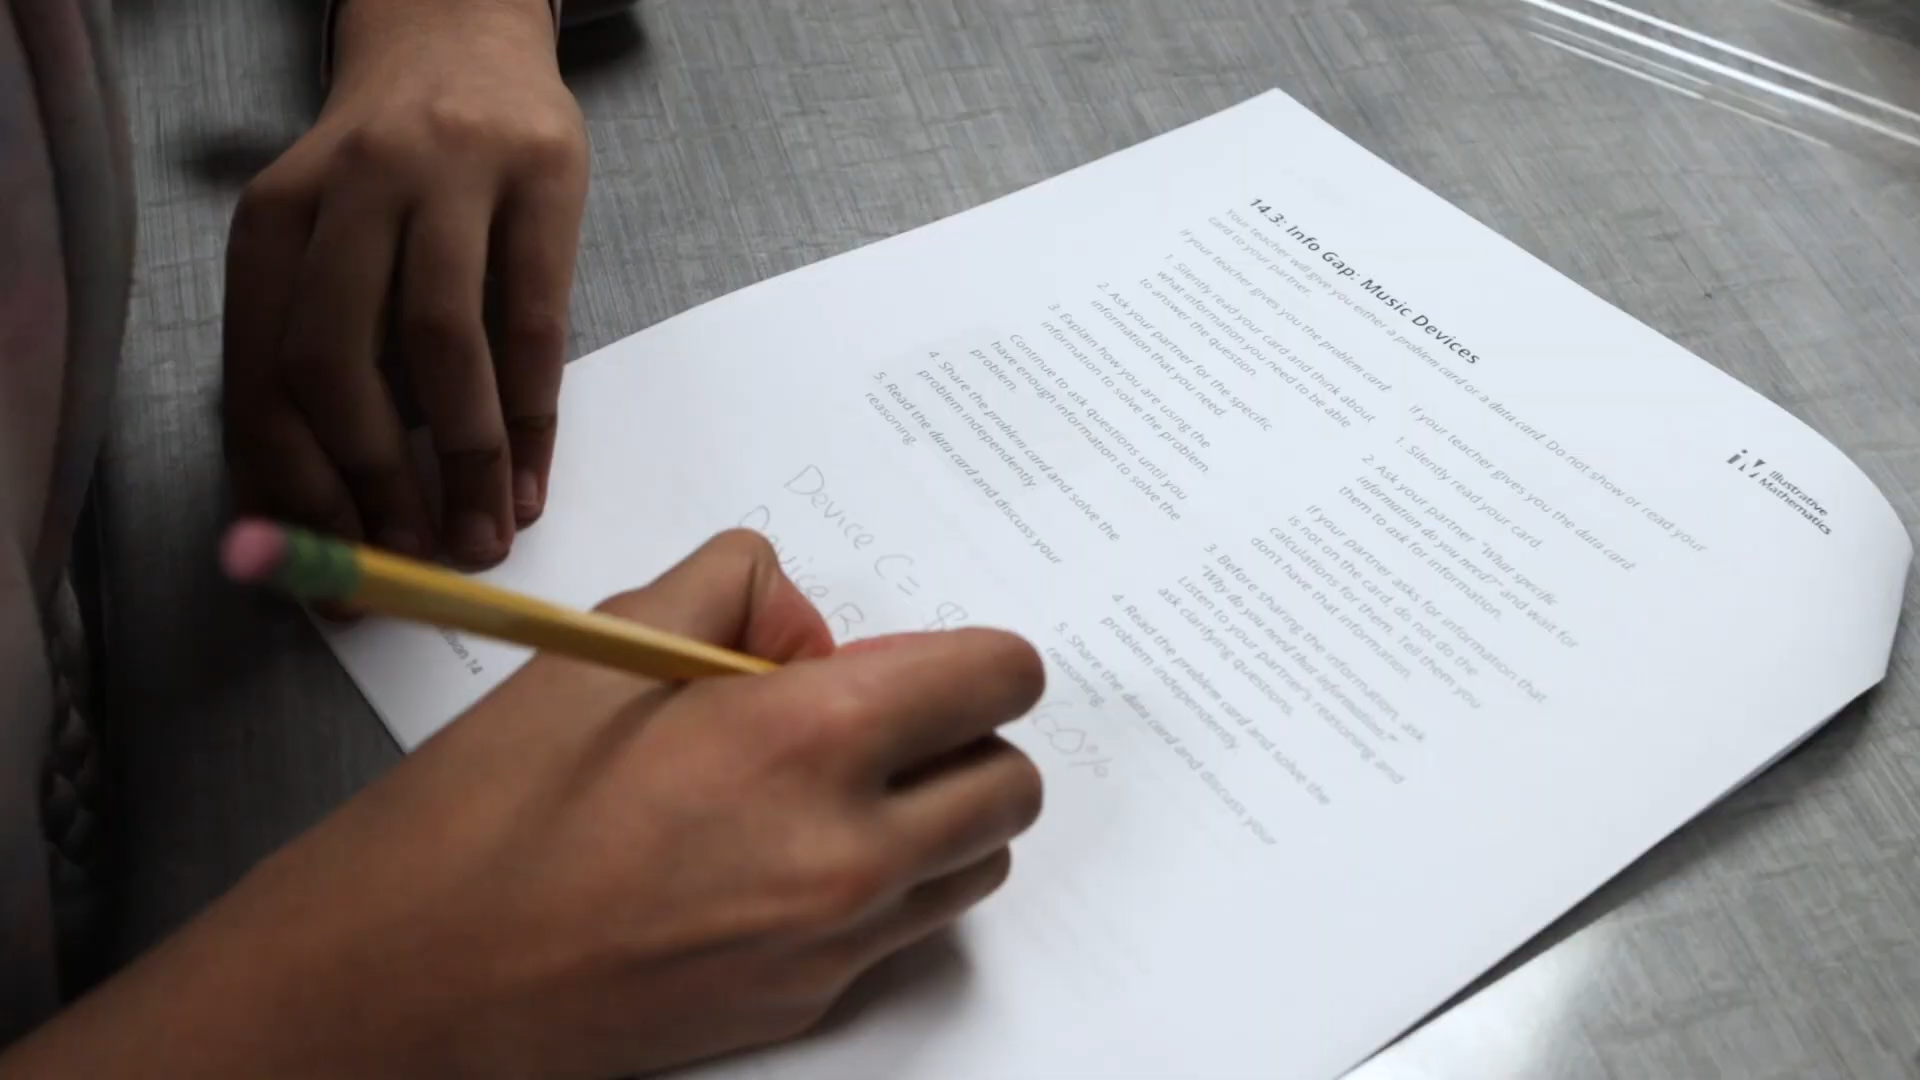 14.3: Info Gap: Music Devices
Your teacher will give you either a problem card or a data card. Do not show or read your
card to your partner.
If your teacher gives you the problem card
1. Silently read your card and think about
what information you need to be able
to answer the question.
2. Ask your partner for the specific
information that you need.
3. Explain how you are using the
information to solve the problem.
Continue to ask questions until you
have enough information to solve the
problem.
4. Share the problem card and solve the
problem independently.
5. Read the data card and discuss your
reasoning.
If your teacher gives you the data card:
1. Silently read your card.
2. Ask your partner "What specific
information do you need?" and wait for
them to ask for information.
If your partner asks for information that
is not on the card, do not do the
calculations for them. Tell them you
don't have that information.
3. Before sharing the information, ask
"Why do you need that information?"
Listen to your partner's reasoning and
ask clarifying questions.
4. Read the problem card and solve the
problem independently.
5. Share the data card and discuss your
reasoning.
Illustrative
Mathematics
Device C = $
Device B
60%
14